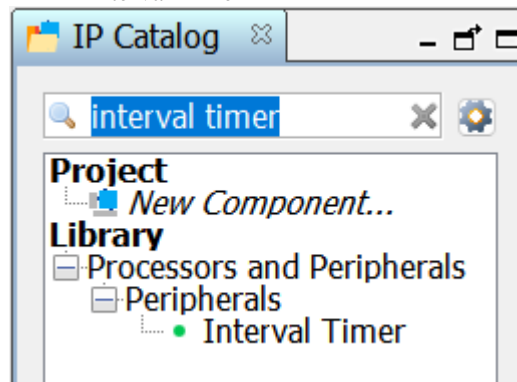 IP Catalog
interval timer
Project
New Component...
Library
Processors and Peripherals
Peripherals
Interval Timer